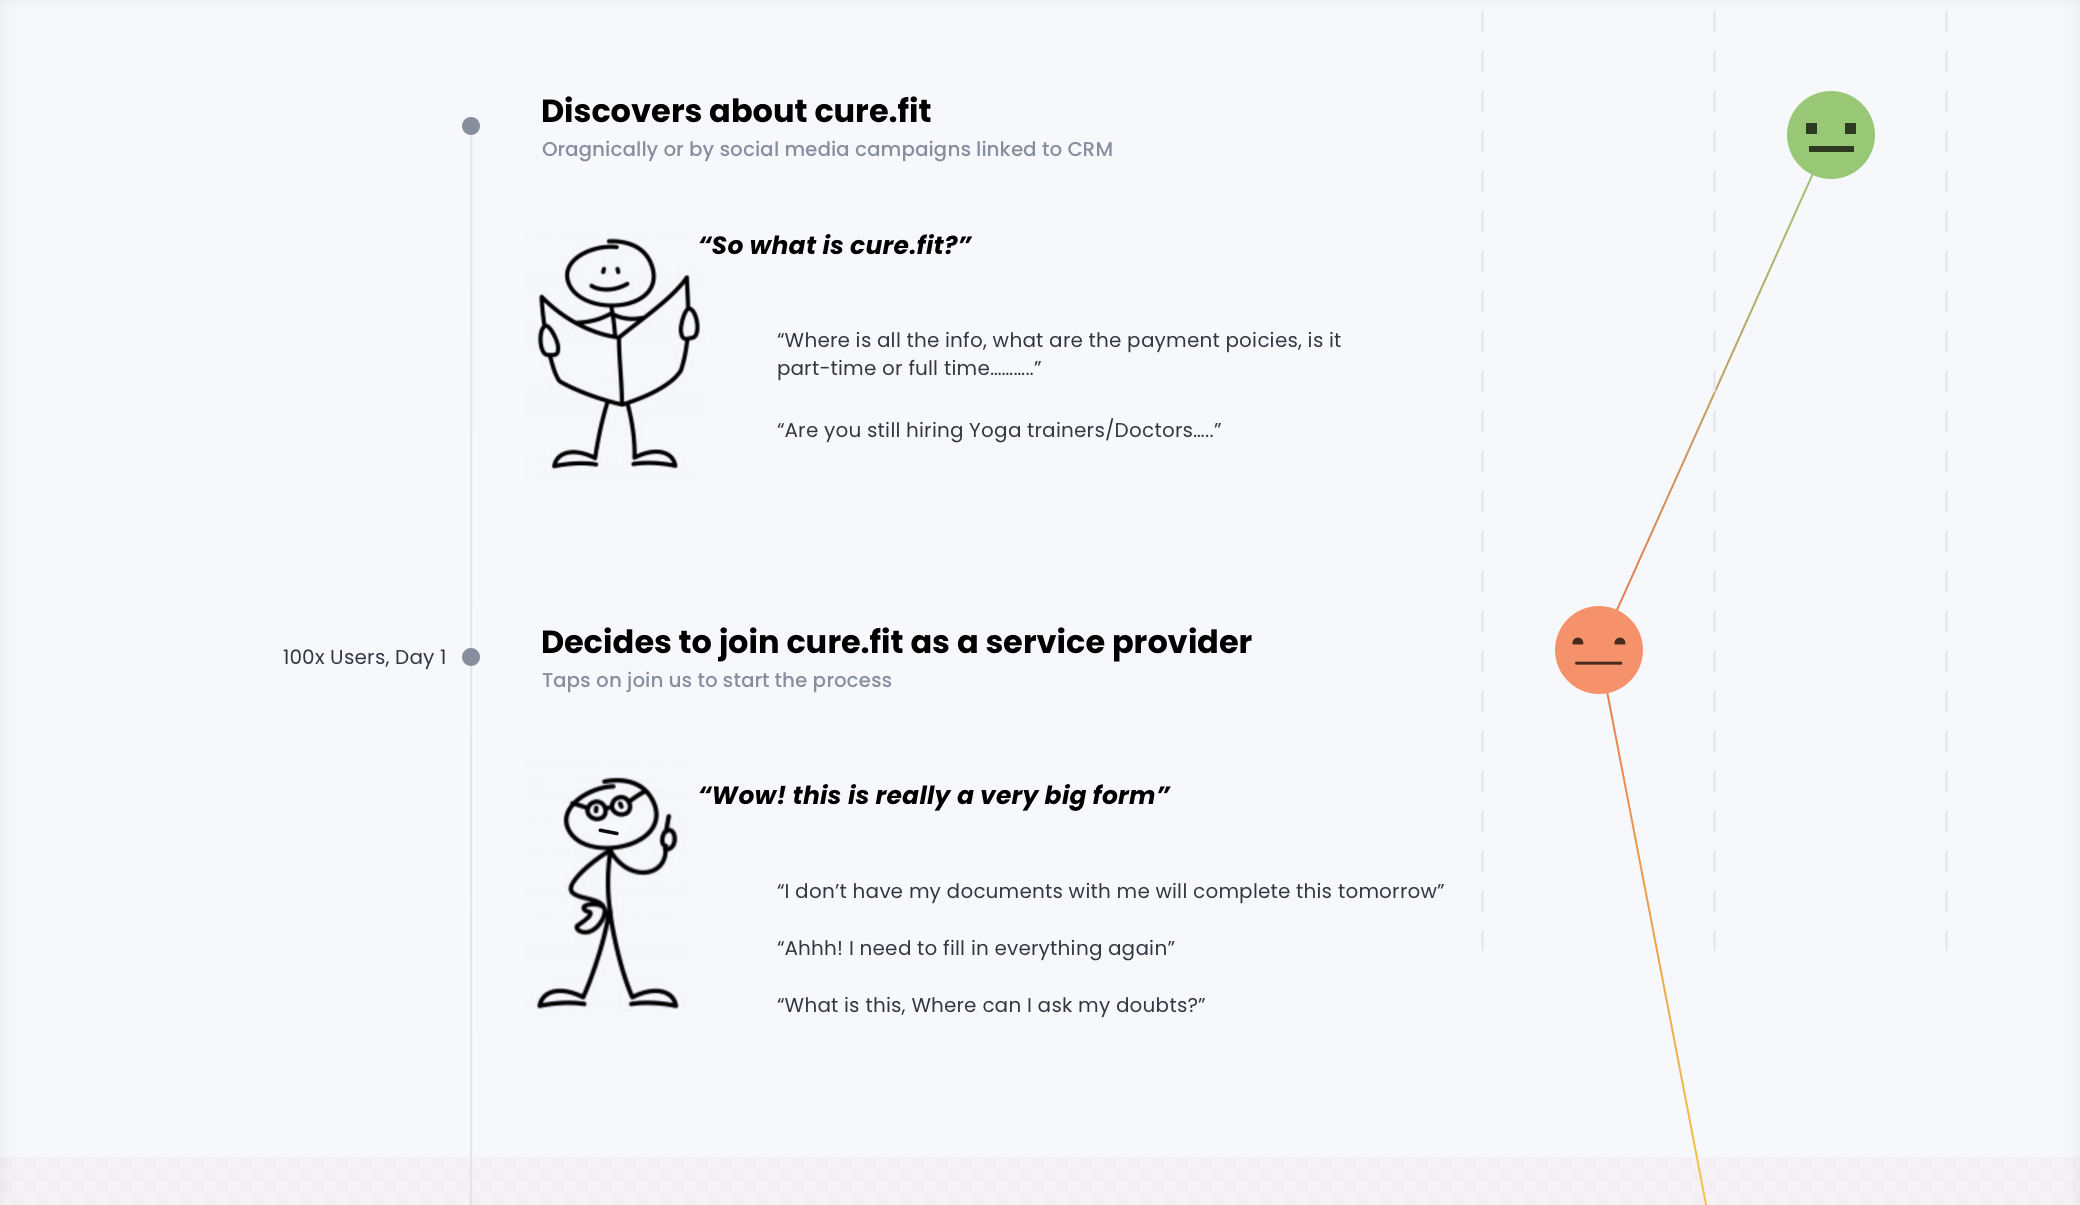 Discovers about cure.fit
Oragnically or by social media campaigns linked to CRM
“So what is cure.fit?”
“Where is all the info, what are the payment poicies, is it
part-time or full time...........”
“Are you still hiring Yoga trainers/Doctors.....”
100x Users, Day 1
Decides to join cure.fit as a service provider
Taps on join us to start the process
“Wow! this is really a very big form”
“I don’t have my documents with me will complete this tomorrow”
“Ahhh! I need to fill in everything again”
“What is this, Where can I ask my doubts?”